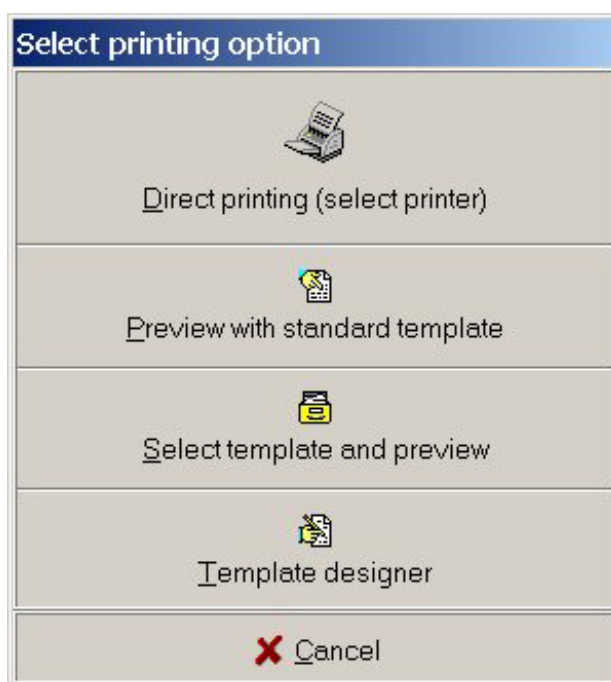 Select printing option
Direct printing (select printer)
Preview with standard template
Select template and preview
Template designer
Cancel